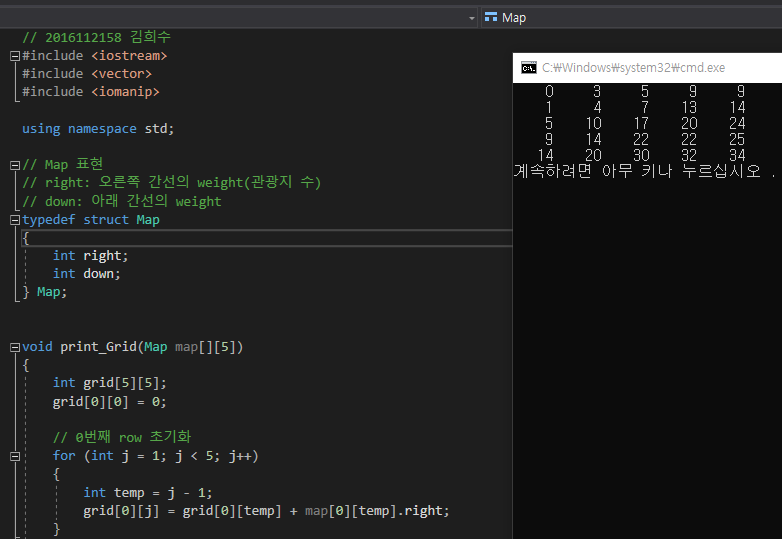 Map
// 2016112158 김희수
#include <iostream>
#include <vector>
#include <iomanip>
using namespace std;
// Map 표현
// right: 오른쪽 간선의 weight(관광지 수)
// down: 아래 간선의 weight
typedef struct Map
{
int right;
int down;
} Map;
void print_Grid(Map map[][5])
{
int grid[5][5];
grid[0][0] = 0;
// 0번째 row 초기화
for (int j = 1; j < 5; j++)
{
int temp = j - 1;
grid[0][j] = grid[0][temp] + map[0][temp].right;
}
C:\Windows\system32\cmd.exe
0 3 5 9 9
1 4 7 13 14
5 10 17 20 24
9 14 22 22 25
14 20 30 32 34
계속하려면 아무 키나 누르십시오 .